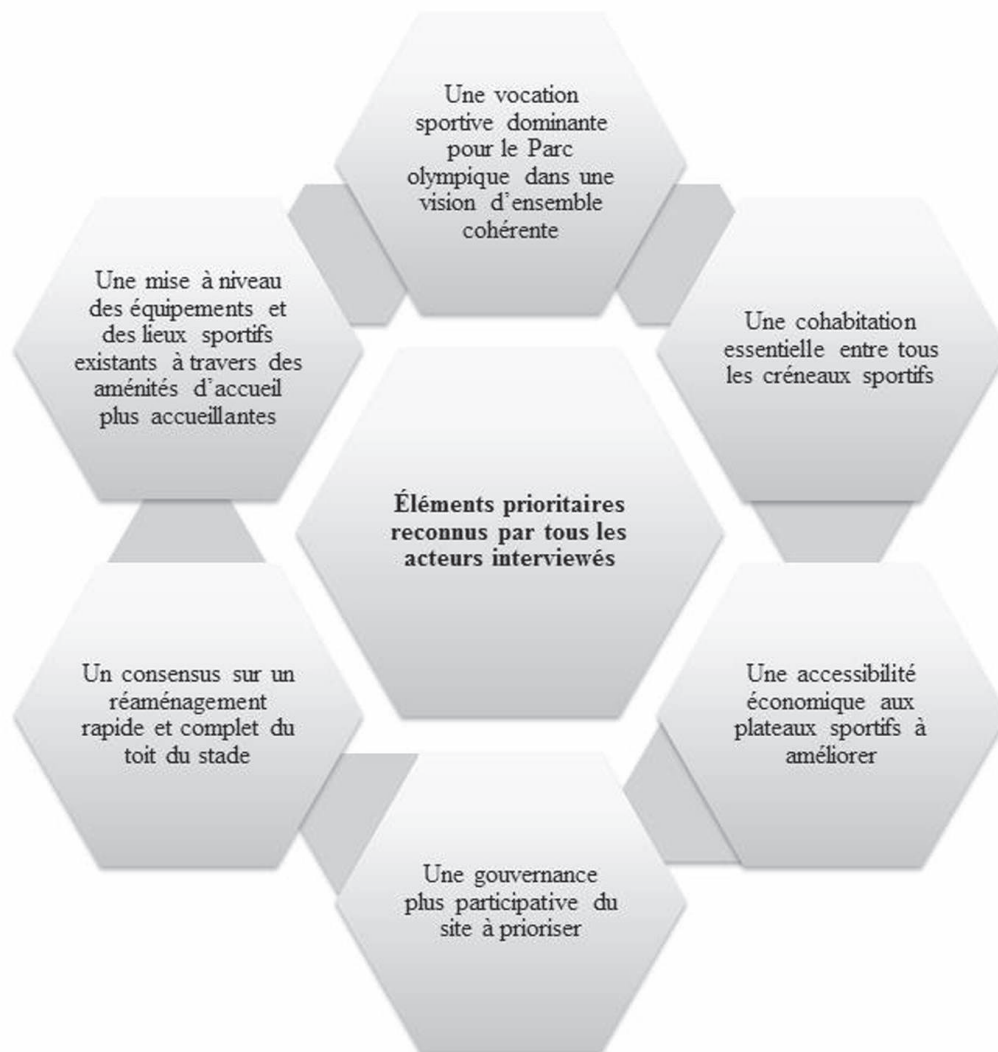 Une vocation
sportive dominante
pour le Parc
olympique dans une
vision d'ensemble
cohérente
Une cohabitation
essentielle entre tous
les créneaux sportifs
Une accessibilité
économique aux
plateaux sportifs à
améliorer
Une gouvernance
plus participative du
site à prioriser
Un consensus sur un
réaménagement
rapide et complet du
toit du stade
Une mise à niveau
des équipements et
des lieux sportifs
existants à travers des
aménités d'accueil
plus accueillantes
Éléments prioritaires
reconnus par tous les
acteurs interviewés